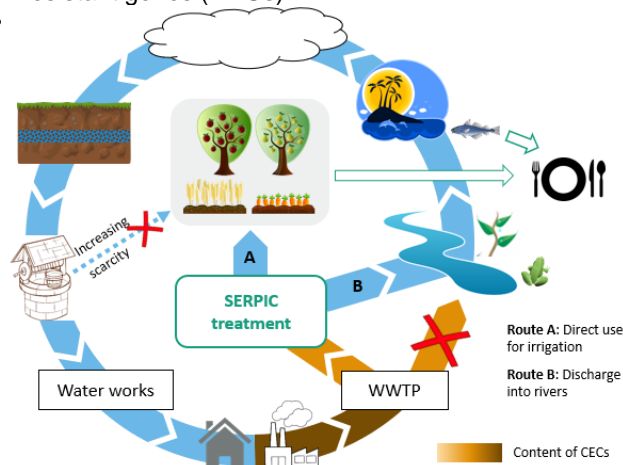 Increasing
scarcity
A
B
SERPIC
treatment
Route A: Direct use
for irrigation
Route B: Discharge
into rivers
Water works
WWTP
Content of CECs